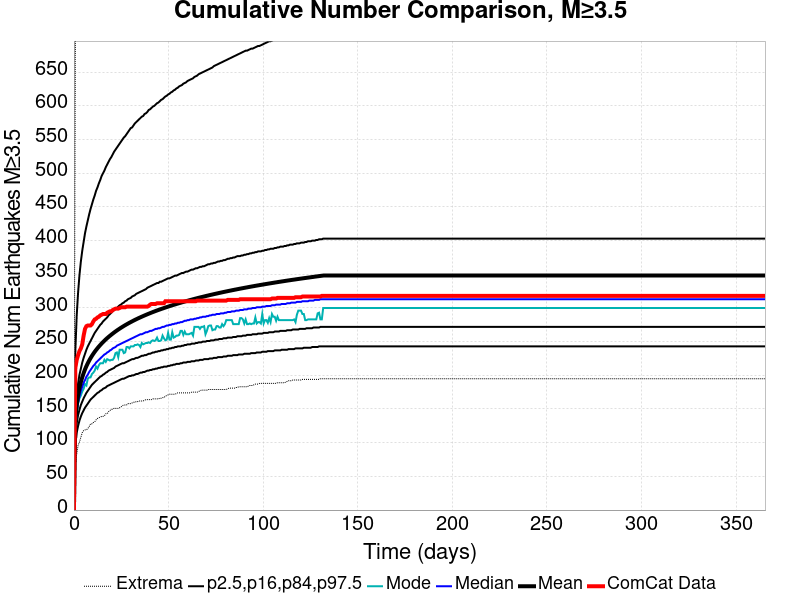 Cumulative Number Comparison, M≥3.5
Cumulative Num Earthquakes M≥3.5
650
600
550
500
450
400
350
300
250
200
150
100
50
0
0 50 100 150 200 250 300 350
Time (days)
Extrema p2.5,p16,p84,p97.5 Mode Median Mean ComCat Data